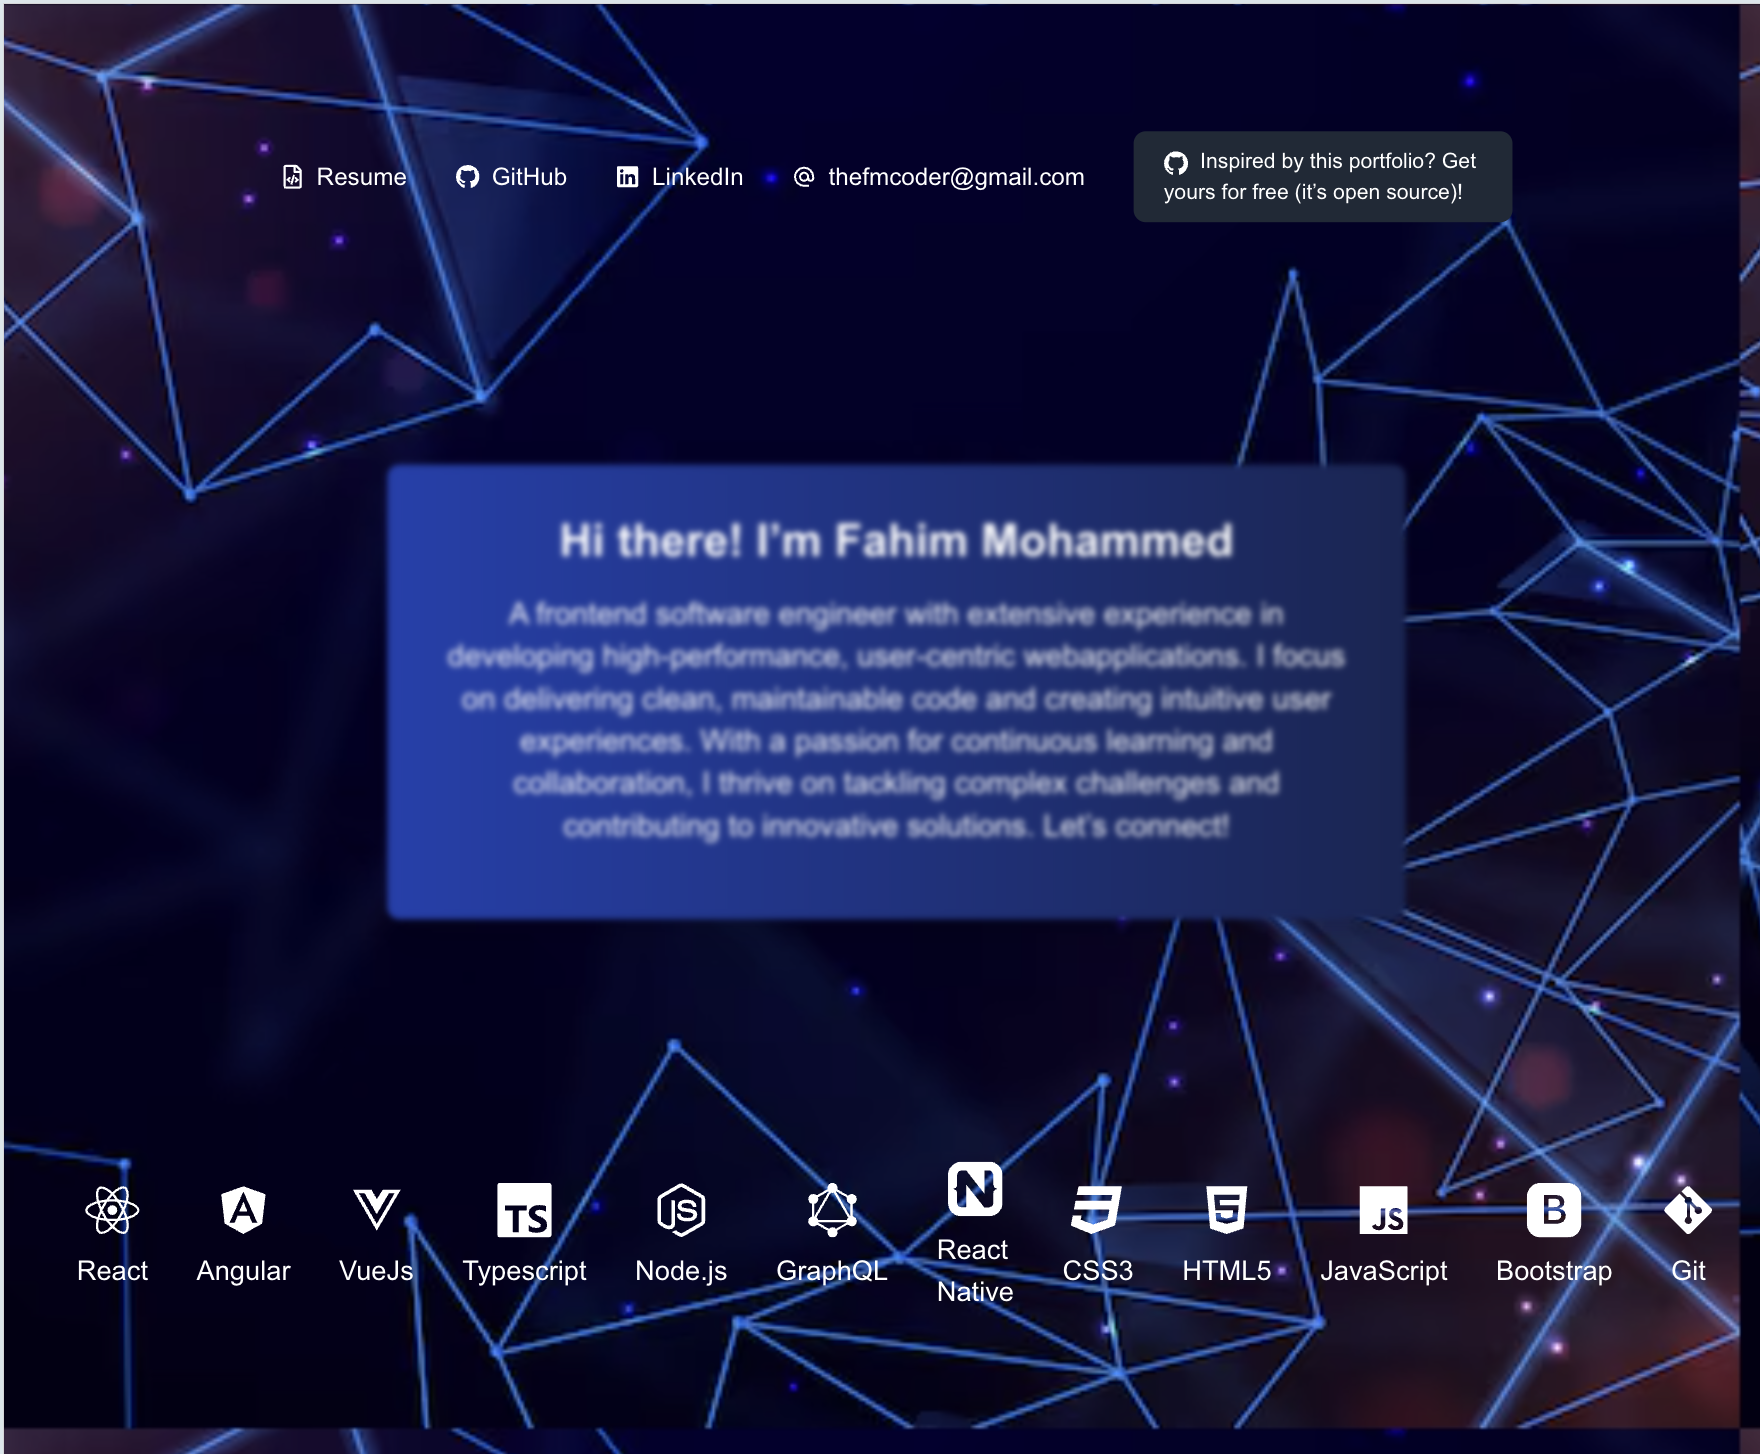 Resume GitHub LinkedIn thefmcoder@gmail.com
Inspired by this portfolio? Get
yours for free (it’s open source)!
Hi there! I’m Fahim Mohammed
A frontend software engineer with extensive experience in
developing high-performance, user-centric webapplications. I focus
on delivering clean, maintainable code and creating intuitive user
experiences. With a passion for continuous learning and
collaboration, I thrive on tackling complex challenges and
contributing to innovative solutions. Let’s connect!
TS JS N 5 JS B
React Angular VueJs Typescript Node.js GraphQL React Native CSS3 HTML5 JavaScript Bootstrap Git